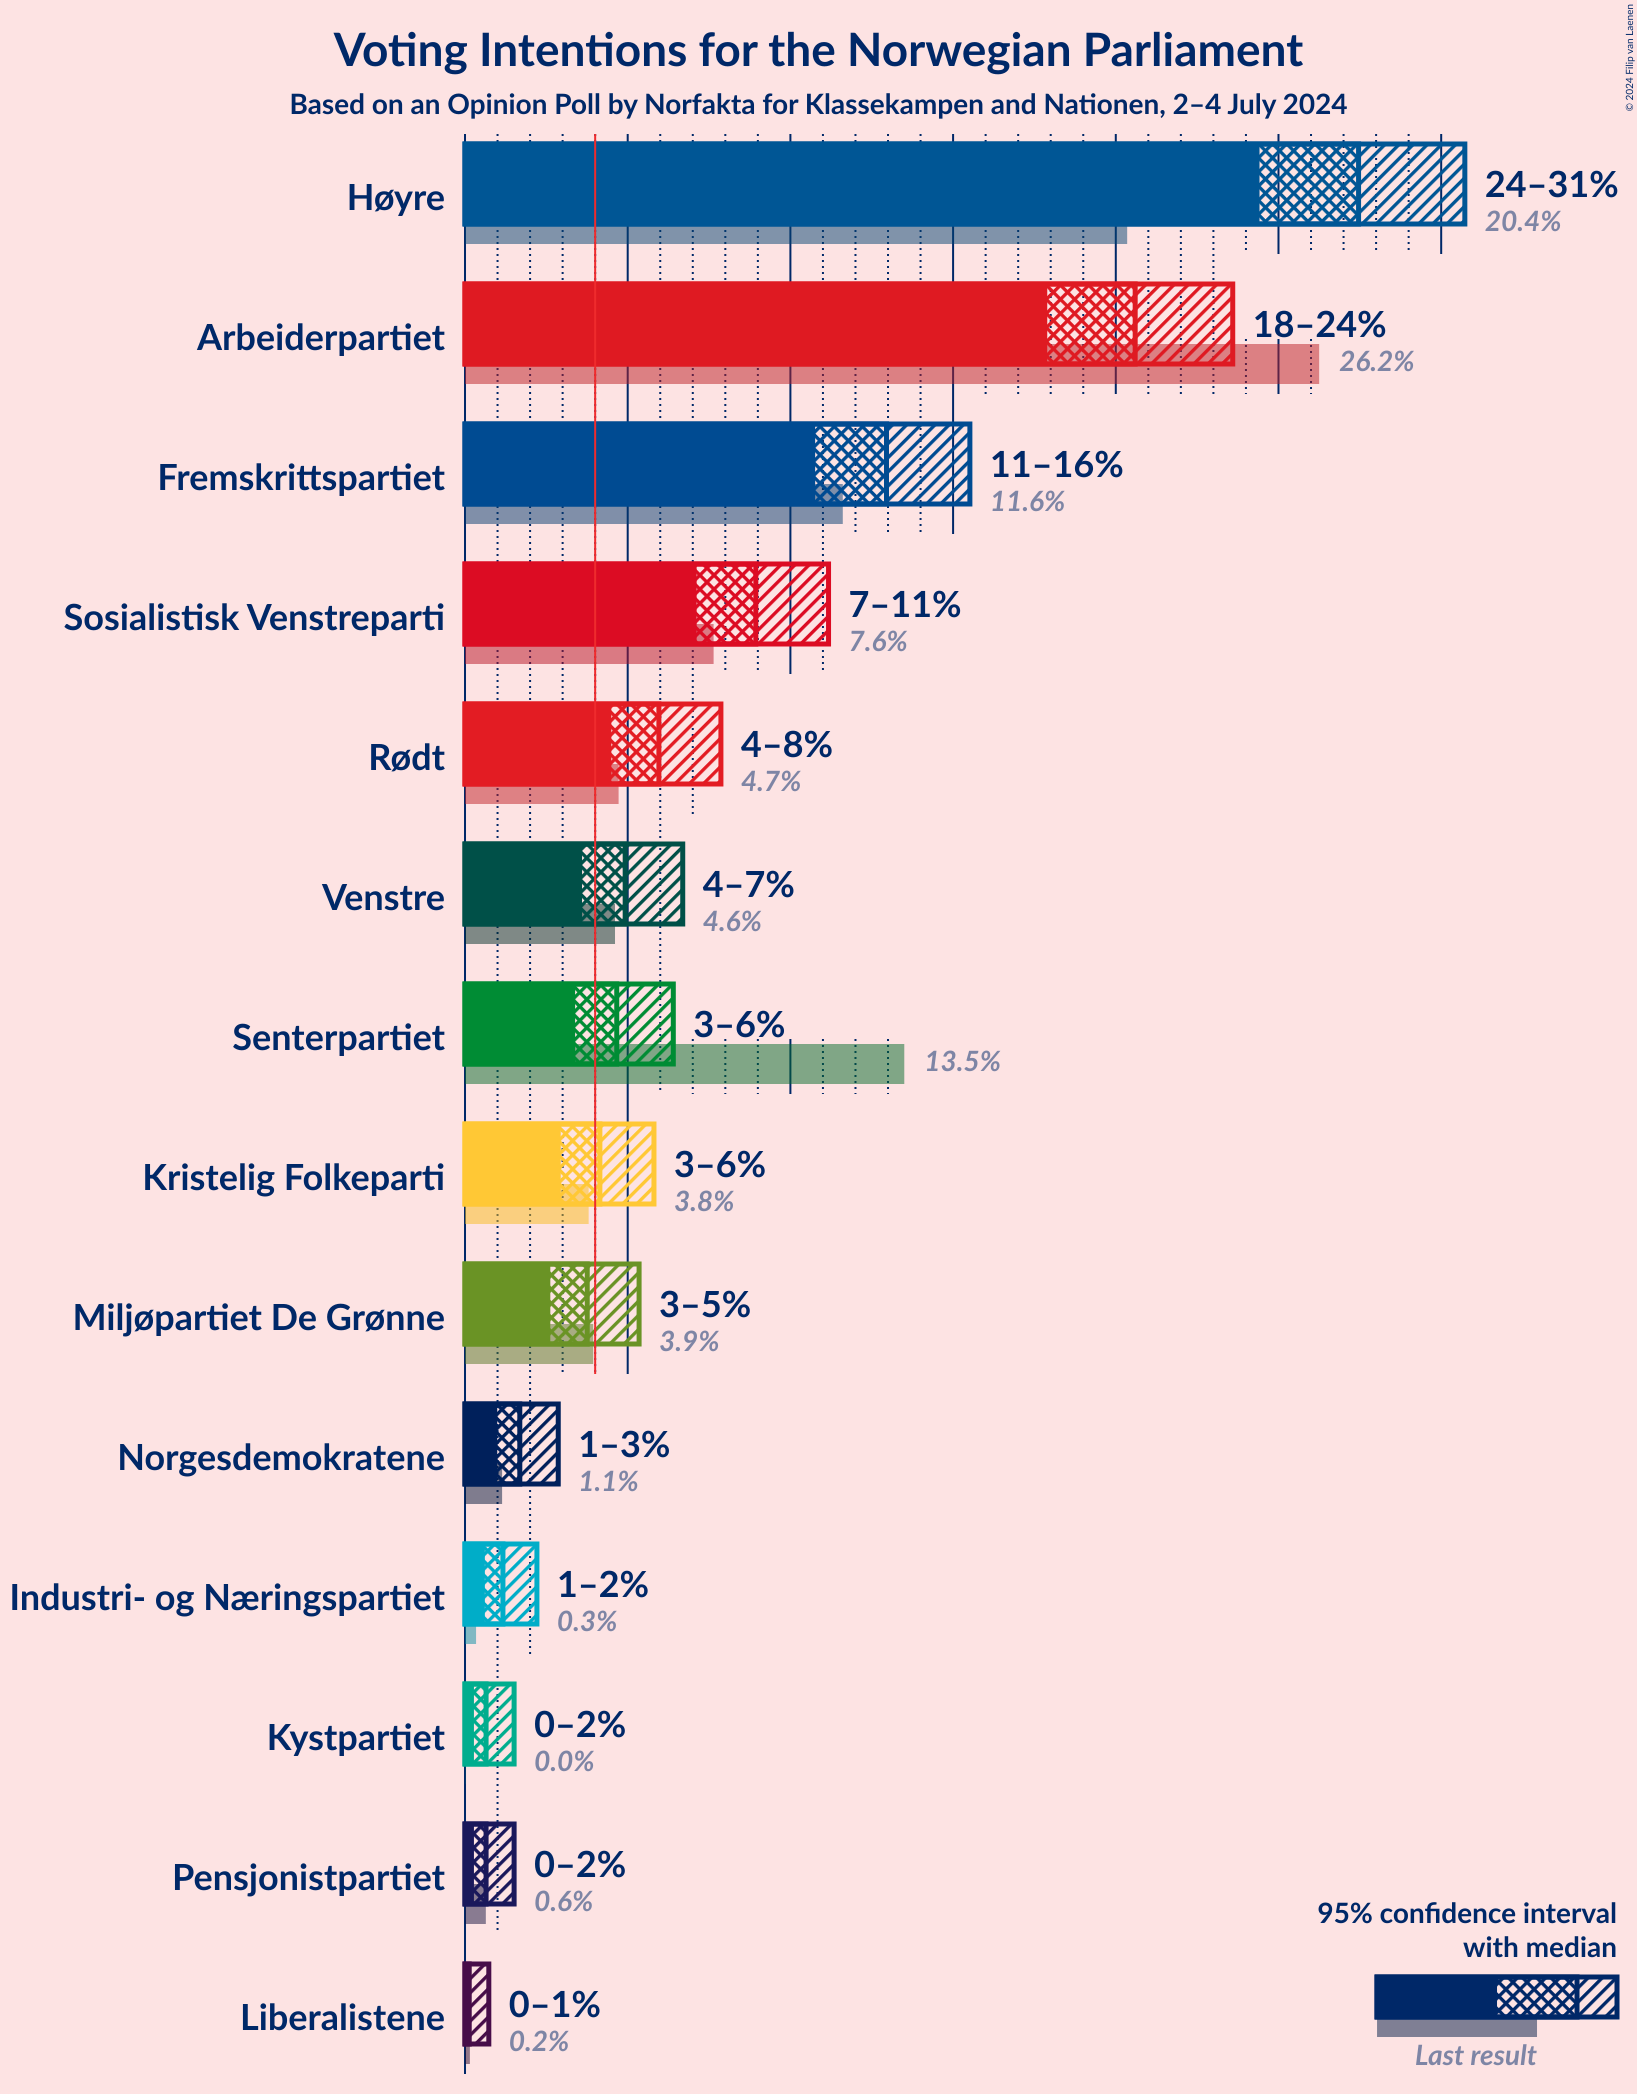 Voting Intentions for the Norwegian Parliament
Based on an Opinion Poll by Norfakta for Klassekampen and Nationen, 2–4 July 2024
© 2024 Filip van Laenen
Høyre
24–31%
20.4%
Arbeiderpartiet
18–24%
26.2%
Fremskrittspartiet
11–16%
11.6%
Sosialistisk Venstreparti
7–11%
7.6%
Rødt
4–8%
4.7%
Venstre
4–7%
4.6%
Senterpartiet
3–6%
13.5%
Kristelig Folkeparti
3–6%
3.8%
Miljøpartiet De Grønne
3–5%
3.9%
Norgesdemokratene
1–3%
1.1%
Industri- og Næringspartiet
1–2%
0.3%
Kystpartiet
0–2%
0.0%
Pensjonistpartiet
0–2%
0.6%
Liberalistene
0–1%
0.2%
95% confidence interval
with median
Last result